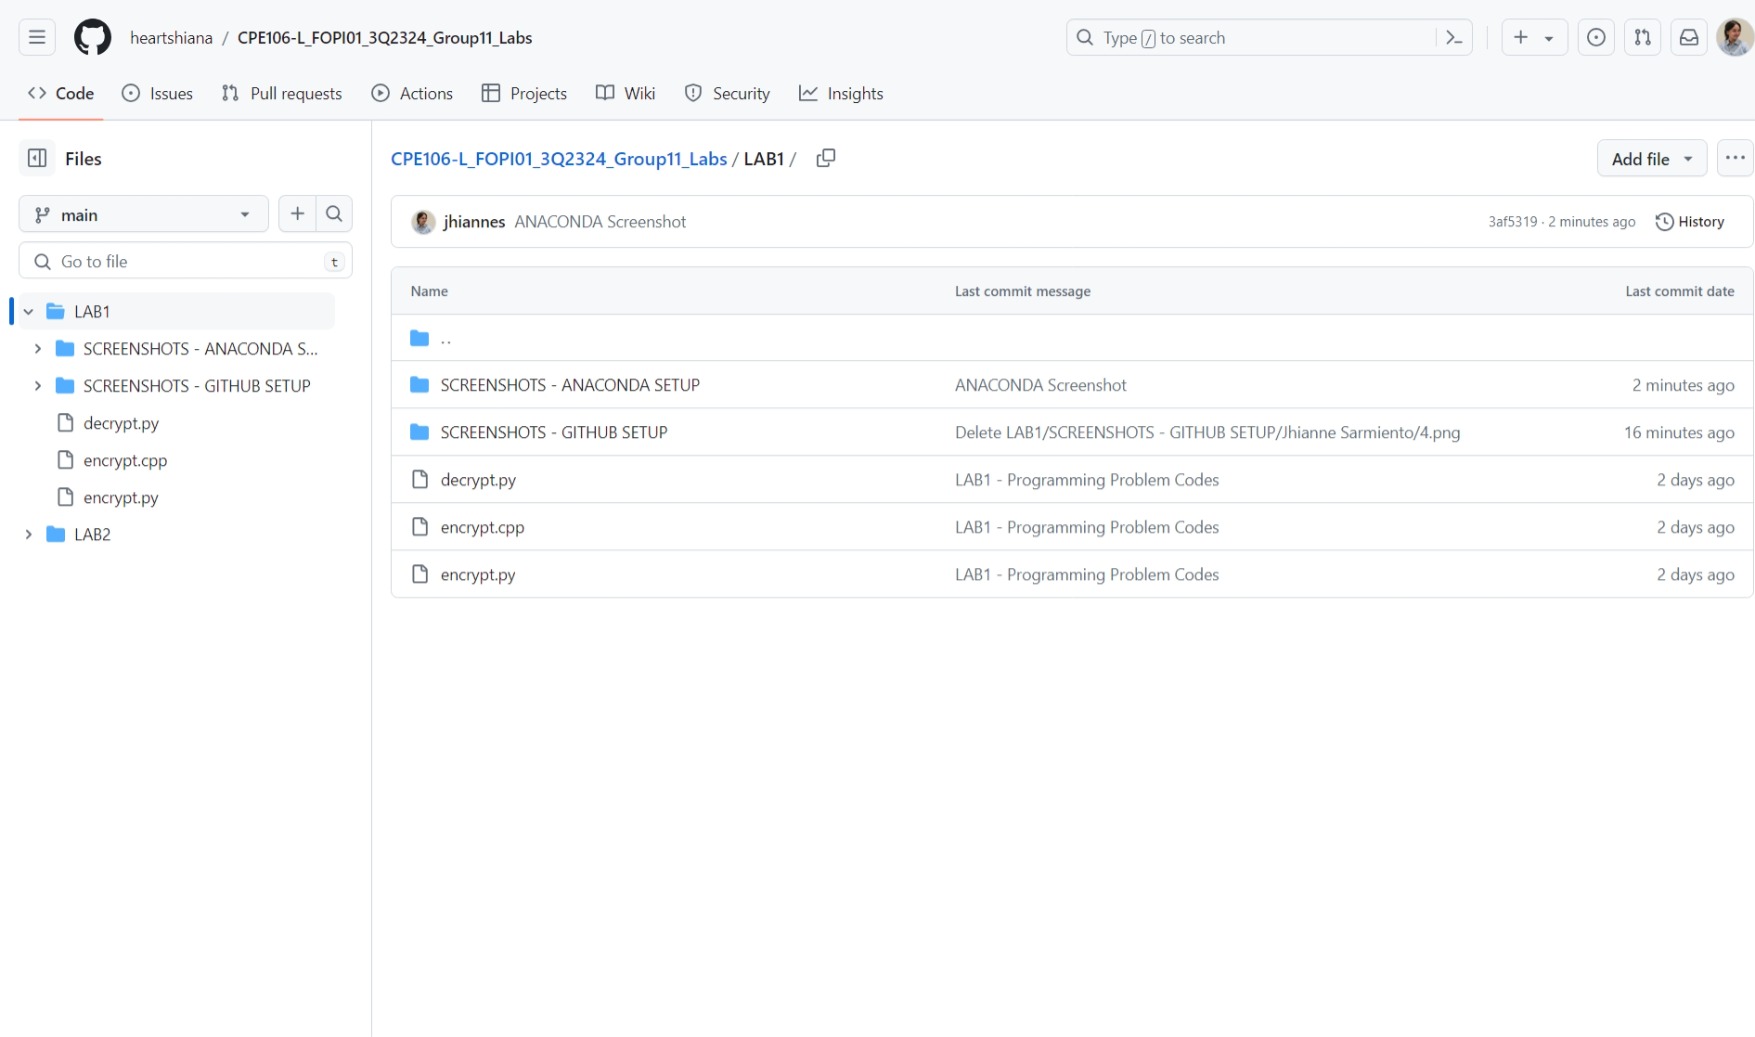 heartshiana / CPE106-L_FOPI01_3Q2324_Group11_Labs
Type / to search
Code Issues Pull requests Actions Projects Wiki Security Insights
Files
main
Go to file t
LAB1
SCREENSHOTS - ANACONDA S...
SCREENSHOTS - GITHUB SETUP
decrypt.py
encrypt.cpp
encrypt.py
LAB2
CPE106-L_FOPI01_3Q2324_Group11_Labs / LAB1 /
Add file
jhiannes ANACONDA Screenshot 3af5319 · 2 minutes ago History
Name Last commit message Last commit date
..
SCREENSHOTS - ANACONDA SETUP ANACONDA Screenshot 2 minutes ago
SCREENSHOTS - GITHUB SETUP Delete LAB1/SCREENSHOTS - GITHUB SETUP/Jhianne Sarmiento/4.png 16 minutes ago
decrypt.py LAB1 - Programming Problem Codes 2 days ago
encrypt.cpp LAB1 - Programming Problem Codes 2 days ago
encrypt.py LAB1 - Programming Problem Codes 2 days ago